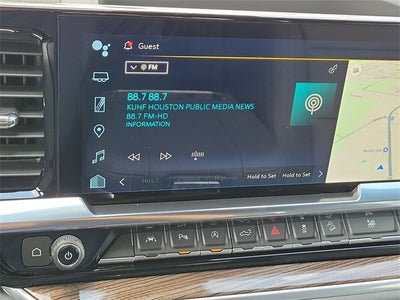 Guest
FM
88.7 88.7
KUHF HOUSTON PUBLIC MEDIA NEWS
88.7 FM-HD
INFORMATION
Hold to Set
Hold to Set